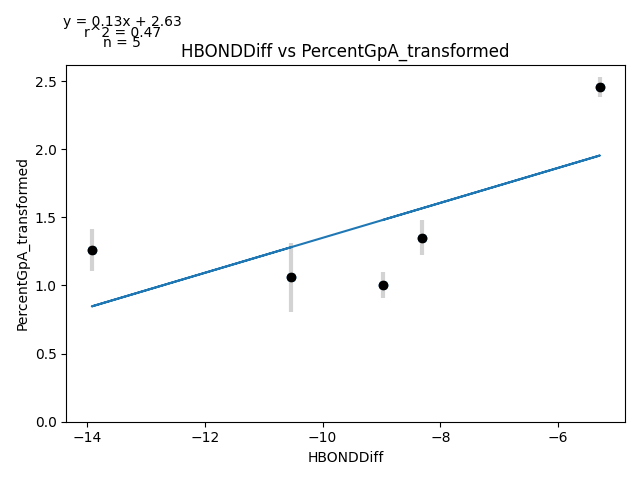 y = 0.13x + 2.63
r^2 = 0.47
n = 5
HBONDDiff vs PercentGpA_transformed
PercentGpA_transformed
2.5
2.0
1.5
1.0
0.5
0.0
−14
−12
−10
−8
−6
HBONDDiff